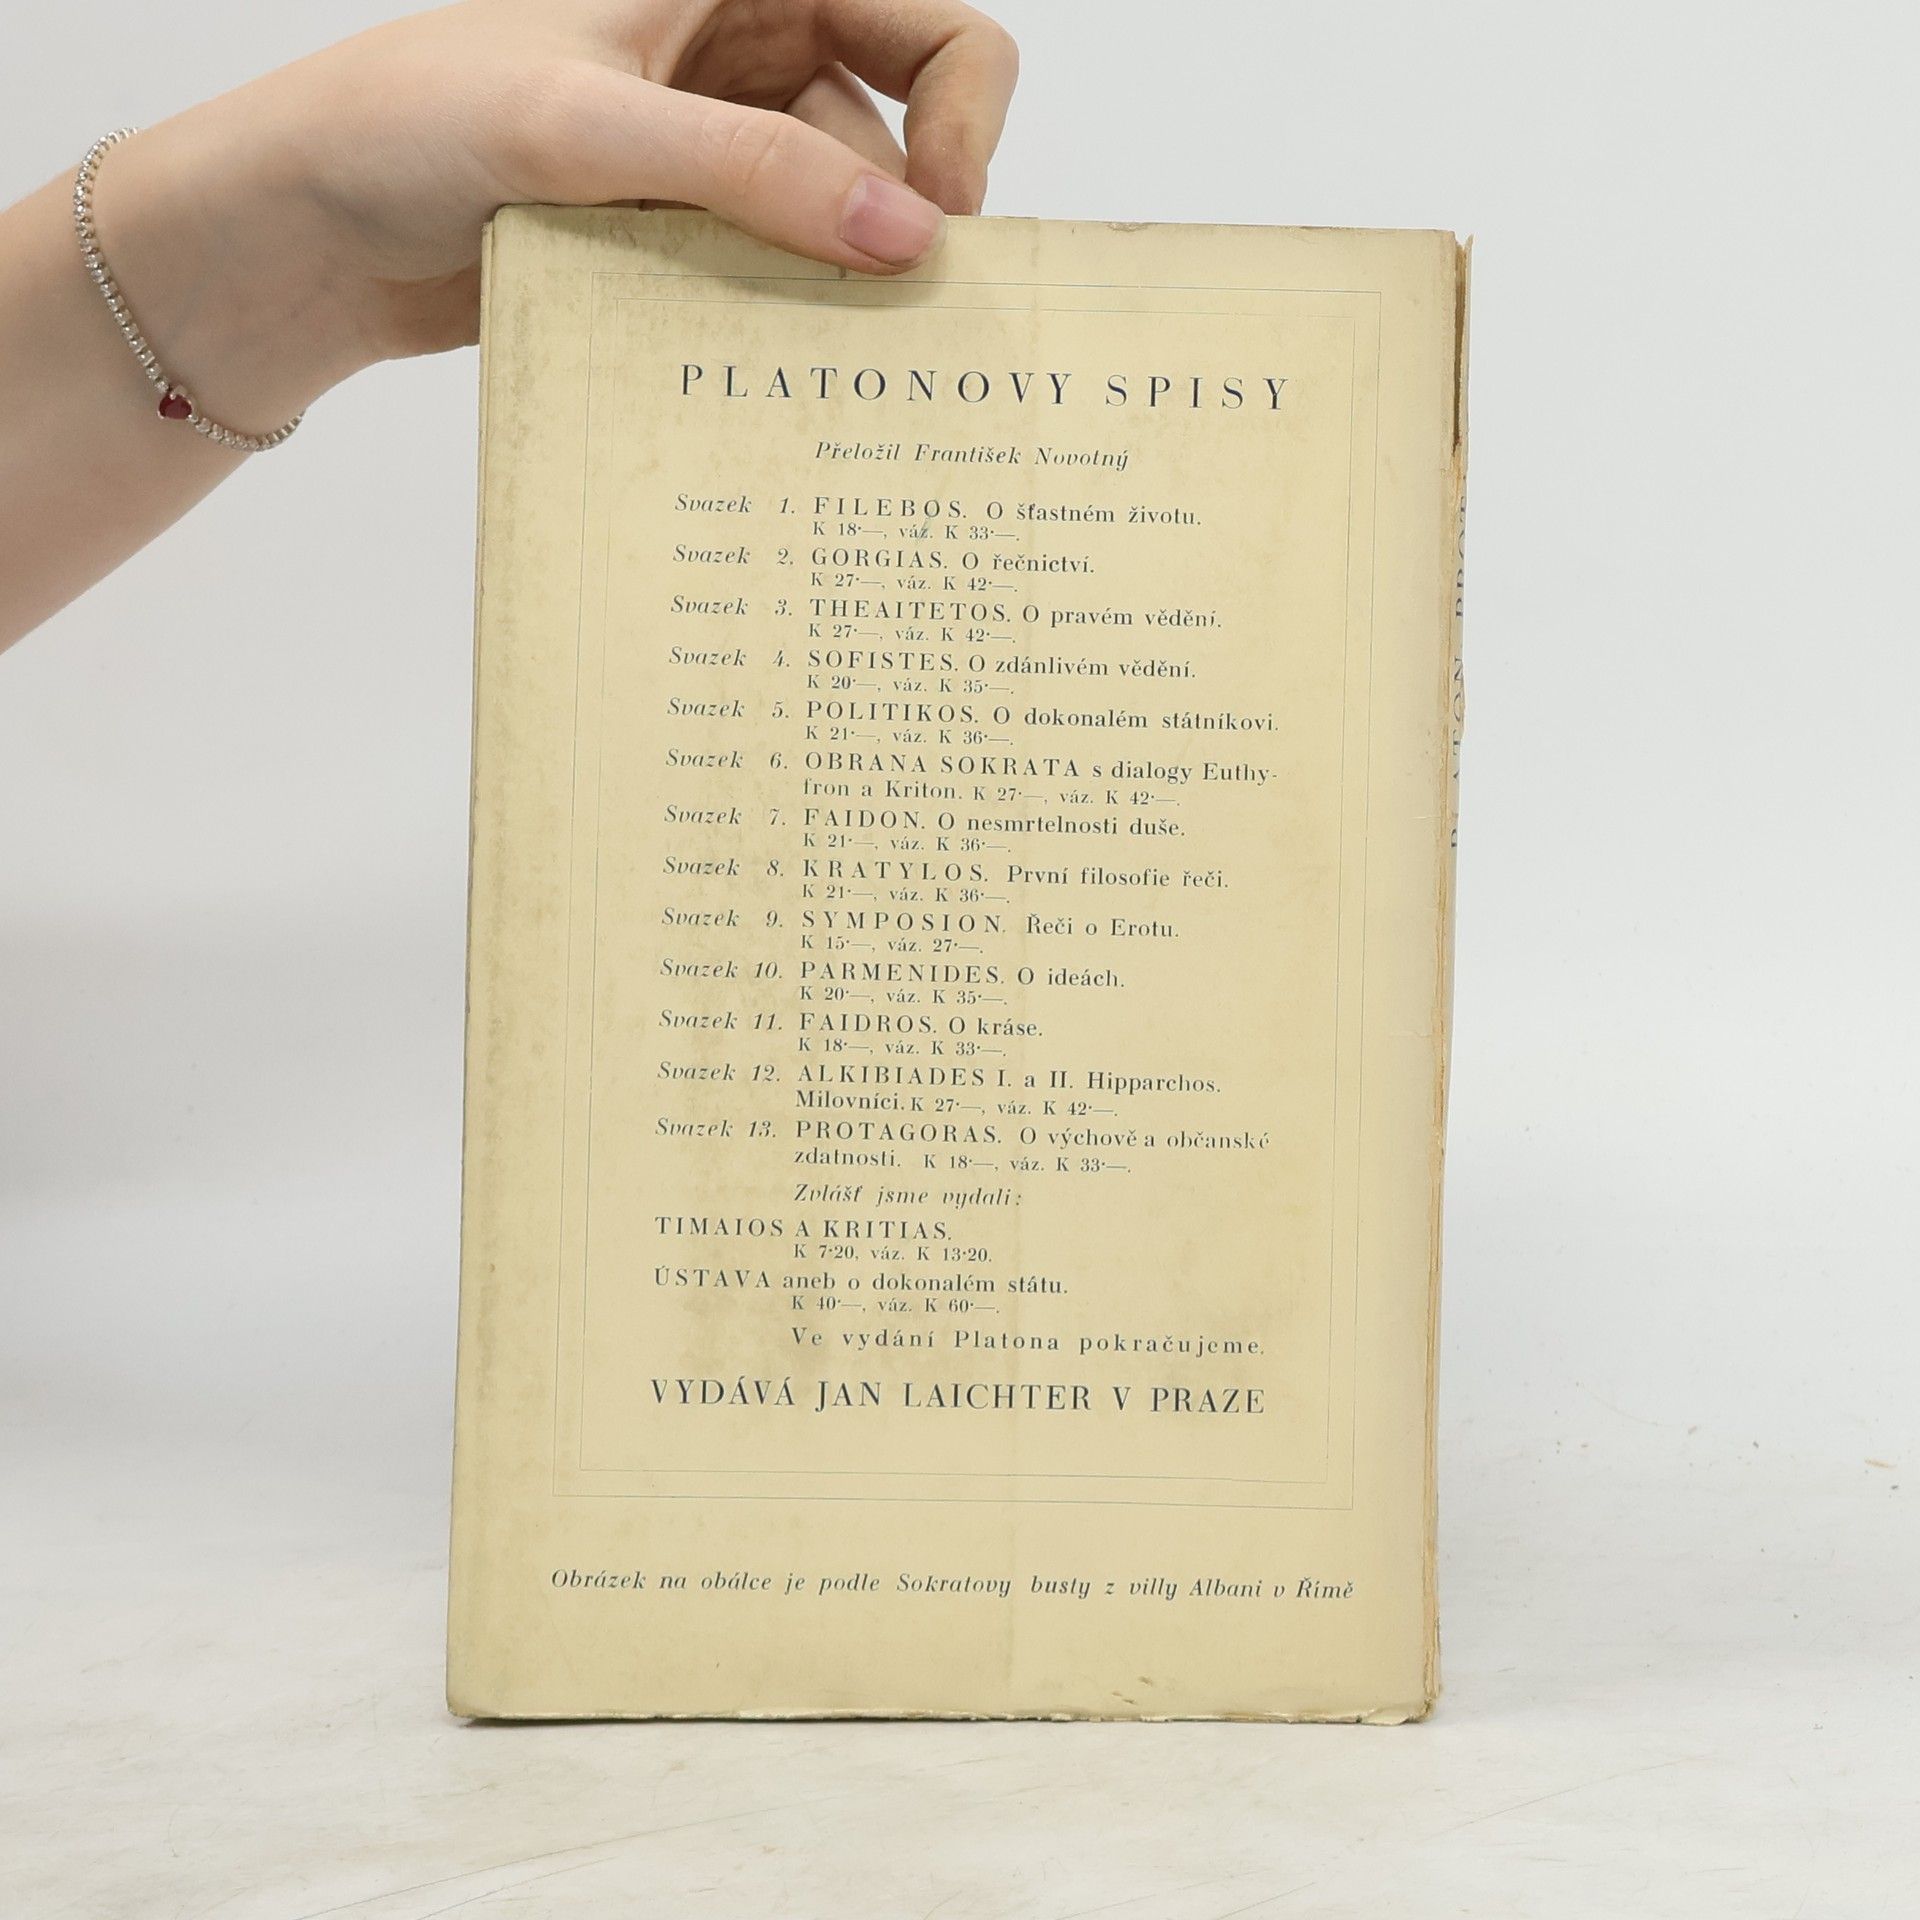 PLATONOVY SPISY
Přeložil František Novotný
Svazek 1. FILEBOS. O šťastném životu.
K 18·—, váz. K 33·—.
Svazek 2. GORGIAS. O řečnictví.
K 27·—, váz. K 42·—.
Svazek 3. THEAITETOS. O pravém vědění.
K 27·—, váz. K 42·—.
Svazek 4. SOFISTES. O zdánlivém vědění.
K 20·—, váz. K 35·—.
Svazek 5. POLITIKOS. O dokonalém státníkovi.
K 21·—, váz. K 36·—.
Svazek 6. OBRANA SOKRATA s dialogy Euthy-
fron a Kriton. K 27·—, váz. K 42·—.
Svazek 7. FAIDON. O nesmrtelnosti duše.
K 21·—, váz. K 36·—.
Svazek 8. KRATYLOS. První filosofie řeči.
K 21·—, váz. K 36·—.
Svazek 9. SYMPOSION. Řeči o Erotu.
K 15·—, váz. 27·—.
Svazek 10. PARMENIDES. O ideách.
K 20·—, váz. K 35·—.
Svazek 11. FAIDROS. O kráse.
K 18·—, váz. K 33·—.
Svazek 12. ALKIBIADES I. a II. Hipparchos.
Milovníci. K 27·—, váz. K 42·—.
Svazek 13. PROTAGORAS. O výchově a občanské
zdatnosti. K 18·—, váz. K 33·—.
Zvlášť jsme vydali:
TIMAIOS A KRITIAS.
K 7·20, váz. K 13·20.
ÚSTAVA aneb o dokonalém státu.
K 40·—, váz. K 60·—.
Ve vydání Platona pokračujeme.
VYDÁVÁ JAN LAICHTER V PRAZE
Obrázek na obálce je podle Sokratovy busty z villy Albani v Římě
PLATON